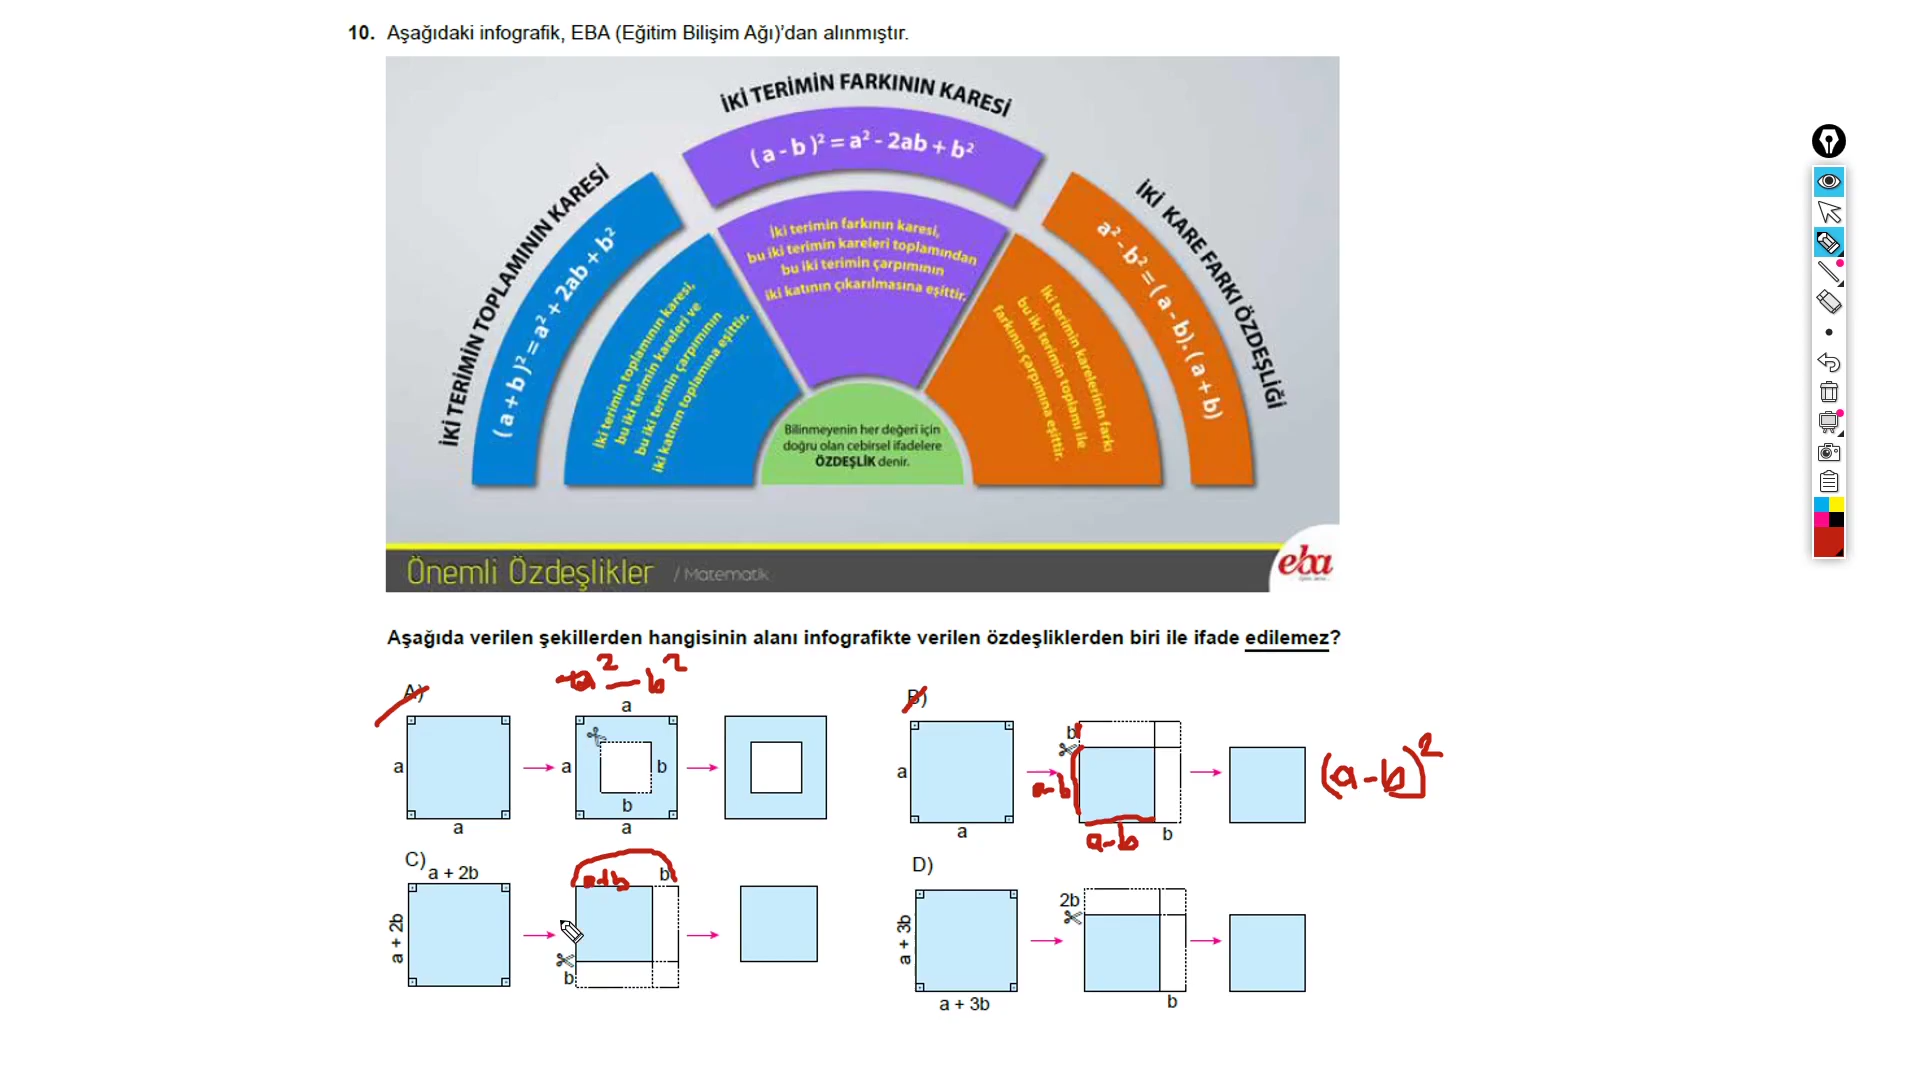 10. Aşağıdaki infografik, EBA (Eğitim Bilişim Ağı)'dan alınmıştır.
İKİ TERİMİN TOPLAMININ KARESİ
(a + b)² = a² + 2ab + b²
İki terimin toplamının karesi,
bu iki terimin kareleri ve
bu iki terimin çarpımının
iki katının toplamına eşittir.
İKİ TERİMİN FARKININ KARESİ
(a - b)² = a² - 2ab + b²
İki terimin farkının karesi,
bu iki terimin kareleri toplamından
bu iki terimin çarpımının
iki katının çıkarılmasına eşittir.
İKİ KARE FARKI ÖZDEŞLİĞİ
a² - b² = (a - b).(a + b)
İki terimin karelerinin farkı
bu iki terimin toplamı ile
farkının çarpımına eşittir.
Bilinmeyenin her değeri için
doğru olan cebirsel ifadelere
ÖZDEŞLİK denir.
Önemli Özdeşlikler / Matematik
eba
Aşağıda verilen şekillerden hangisinin alanı infografikte verilen özdeşliklerden biri ile ifade edilemez?
a² - b²
A)
a
a
a
a
b
b
a
B)
a
a
b
a-b
a-b
b
(a-b)²
C)
a + 2b
a + 2b
a+b
b
b
D)
a + 3b
a + 3b
2b
b